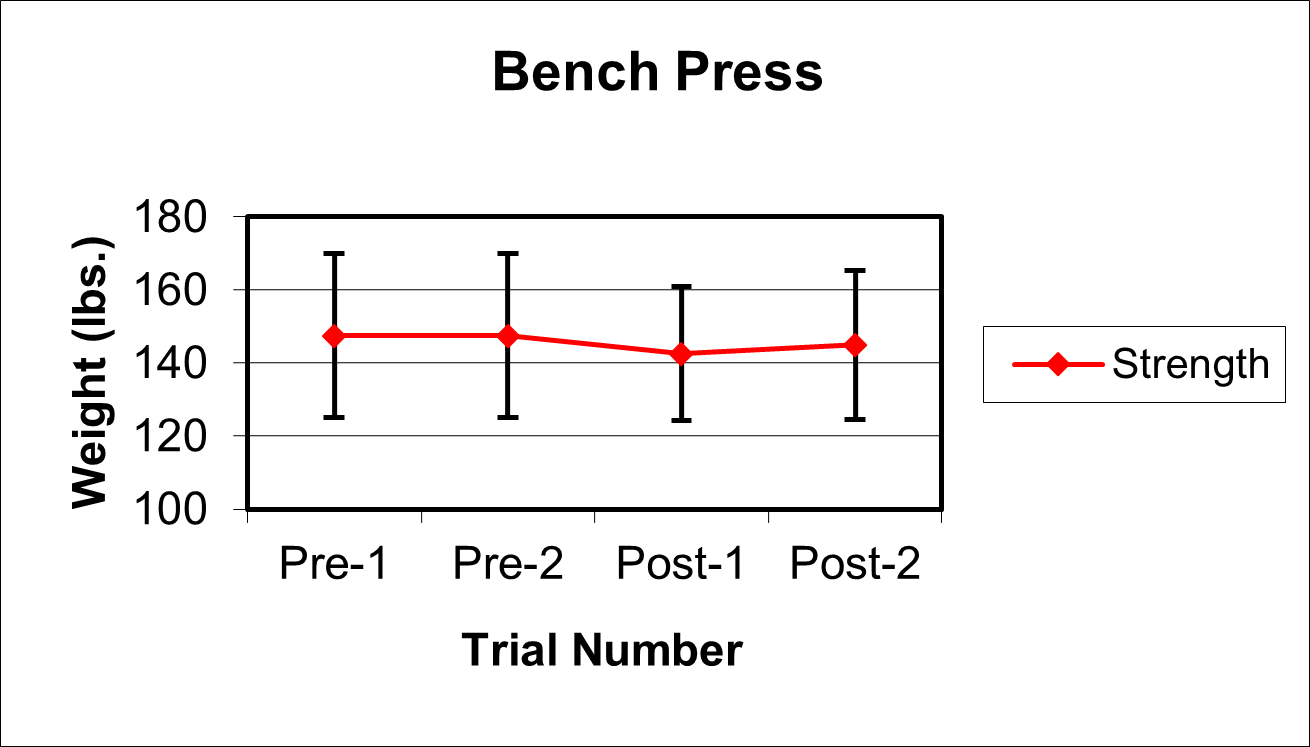 Bench Press
Weight (lbs.)
180
160
140
120
100
Pre-1 Pre-2 Post-1 Post-2
Trial Number
Strength